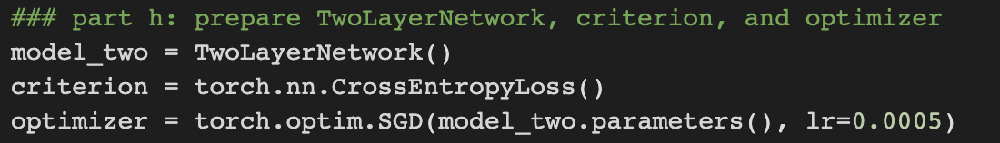 ### part h: prepare TwoLayerNetwork, criterion, and optimizer
model_two = TwoLayerNetwork()
criterion = torch.nn.CrossEntropyLoss()
optimizer = torch.optim.SGD(model_two.parameters(), lr=0.0005)